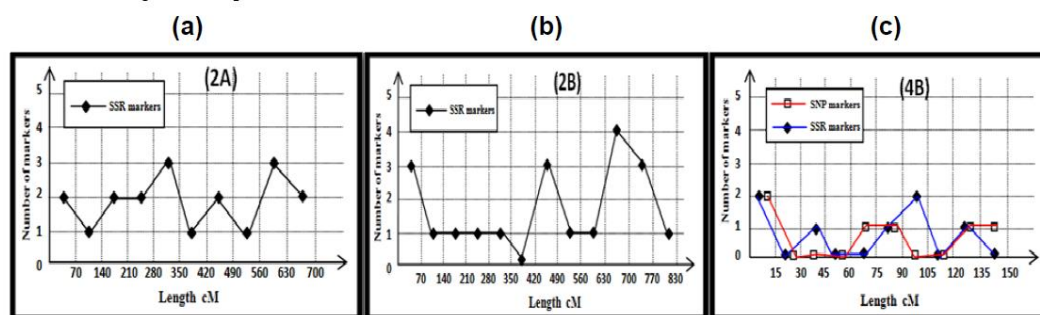 (a)
(2A)
SSR markers
Number of markers
5
4
3
2
1
0
70 140 210 280 350 420 490 560 630 700
Length cM
(b)
(2B)
SSR markers
Number of markers
5
4
3
2
1
0
70 140 210 280 350 420 490 560 630 700 770 830
Length cM
(c)
(4B)
SNP markers
SSR markers
Number of markers
5
4
3
2
1
0
15 30 45 60 75 90 105 120 135 150
Length cM